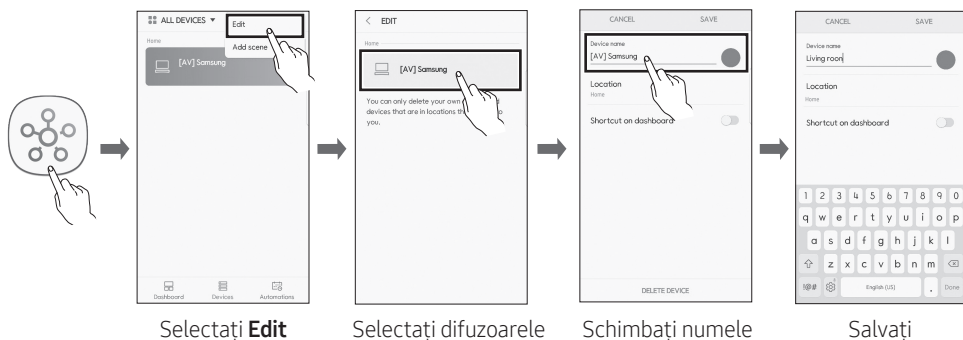 ALL DEVICES ▼
Edit
Add scene
Home
[AV] Samsung
Dashboard
Devices
Automations
Selectați Edit
EDIT
Home
[AV] Samsung
You can only delete your own
devices that are in locations
you.
Selectați difuzoarele
CANCEL SAVE
Device name
[AV] Samsung
Location
Home
Shortcut on dashboard
DELETE DEVICE
Schimbați numele
CANCEL SAVE
Device name
Living roon
Location
Home
Shortcut on dashboard
1 2 3 4 5 6 7 8 9 0
q w e r t y u i o p
a s d f g h j k l
z x c v b n m
!@# English (US) . Done
Salvați